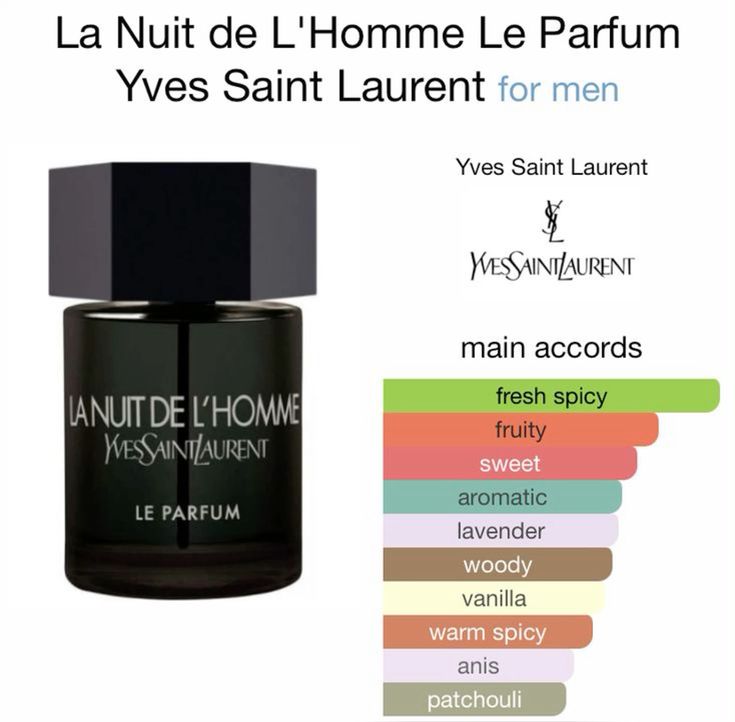 La Nuit de L'Homme Le Parfum
Yves Saint Laurent for men
Yves Saint Laurent
YSL
YVESSAINTLAURENT
LA NUIT DE L'HOMME
YVESSAINTLAURENT
LE PARFUM
main accords
fresh spicy
fruity
sweet
aromatic
lavender
woody
vanilla
warm spicy
anis
patchouli